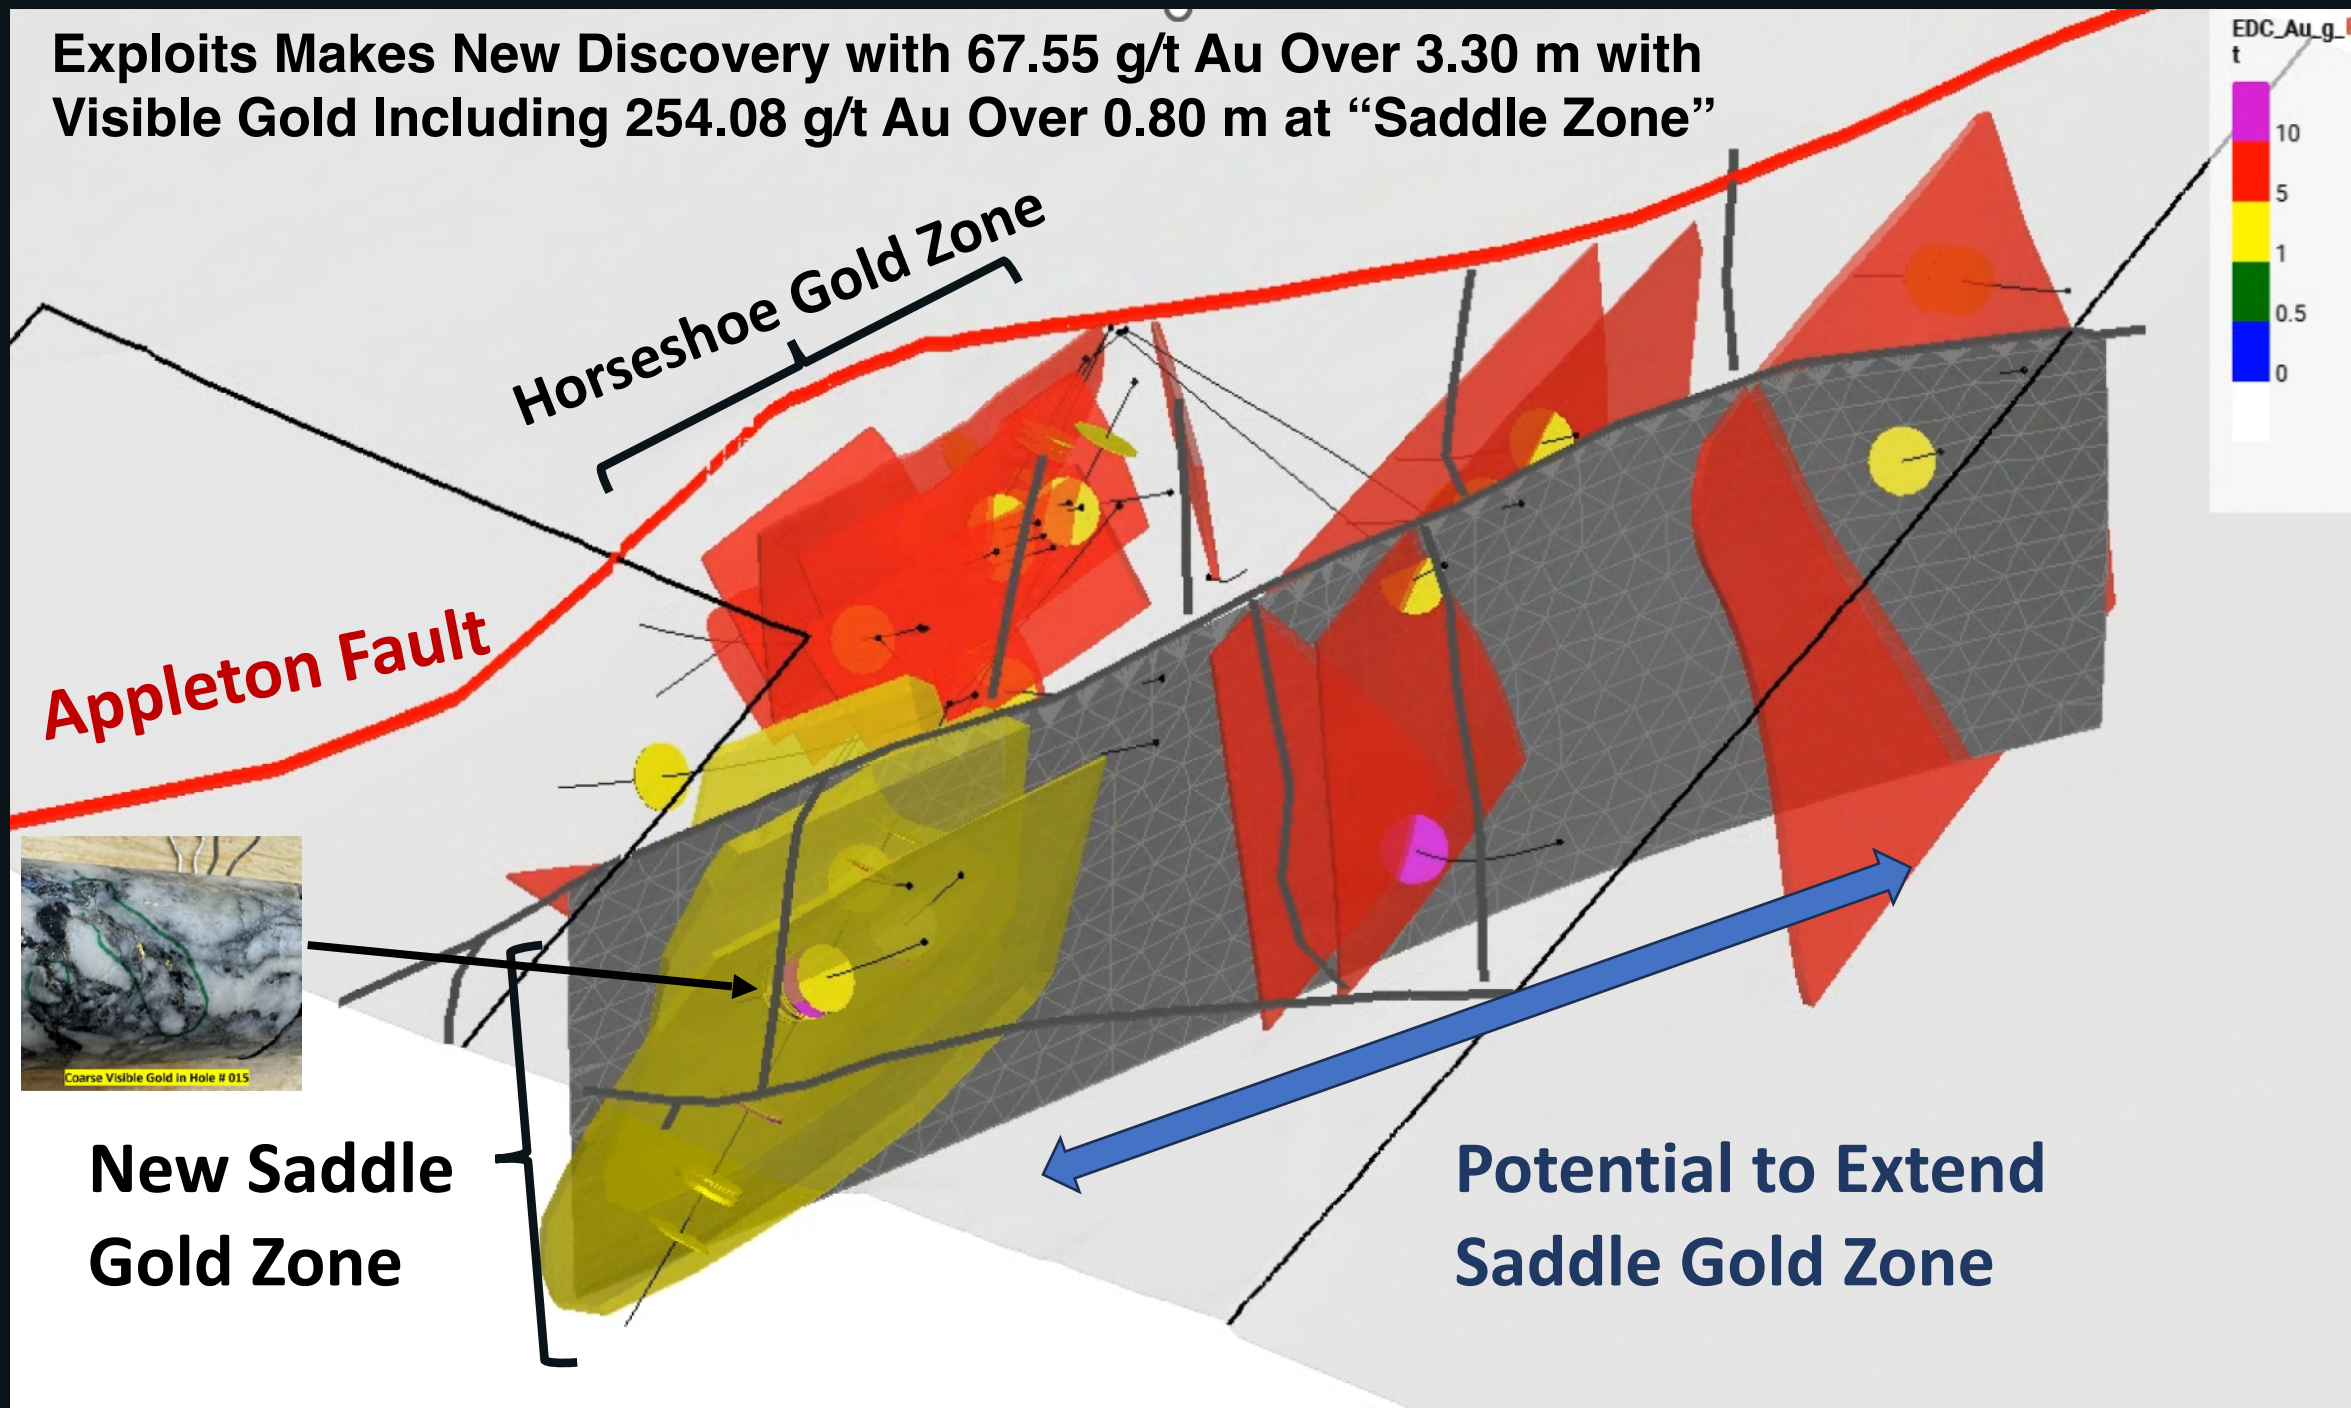 Exploits Makes New Discovery with 67.55 g/t Au Over 3.30 m with
Visible Gold Including 254.08 g/t Au Over 0.80 m at “Saddle Zone”
EDC_Au_g_
t
10
5
1
0.5
0
Horseshoe Gold Zone
Appleton Fault
Coarse Visible Gold in Hole # 015
New Saddle
Gold Zone
Potential to Extend
Saddle Gold Zone